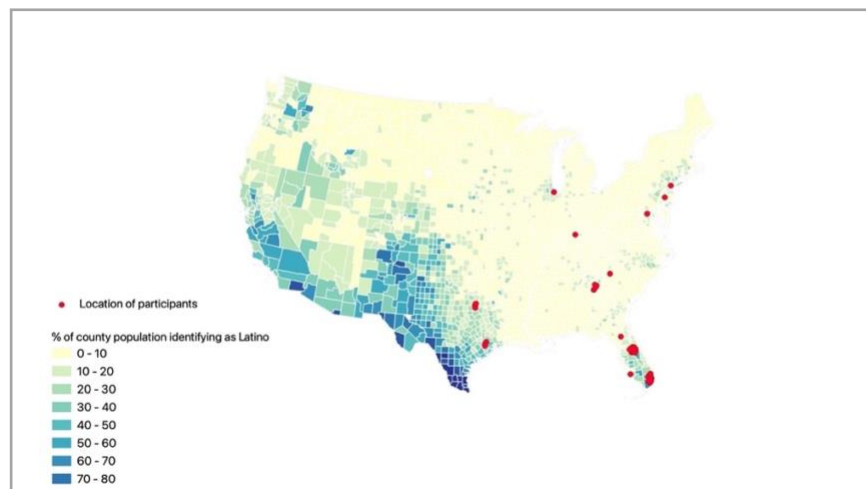 Location of participants
% of county population identifying as Latino
0 - 10
10 - 20
20 - 30
30 - 40
40 - 50
50 - 60
60 - 70
70 - 80